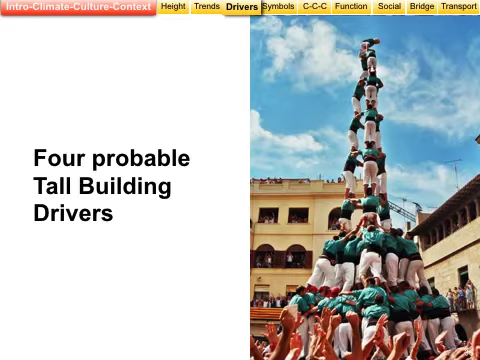 Intro-Climate-Culture-Context Height Trends Drivers Symbols C-C-C Function Social Bridge Transport
Four probable
Tall Building
Drivers